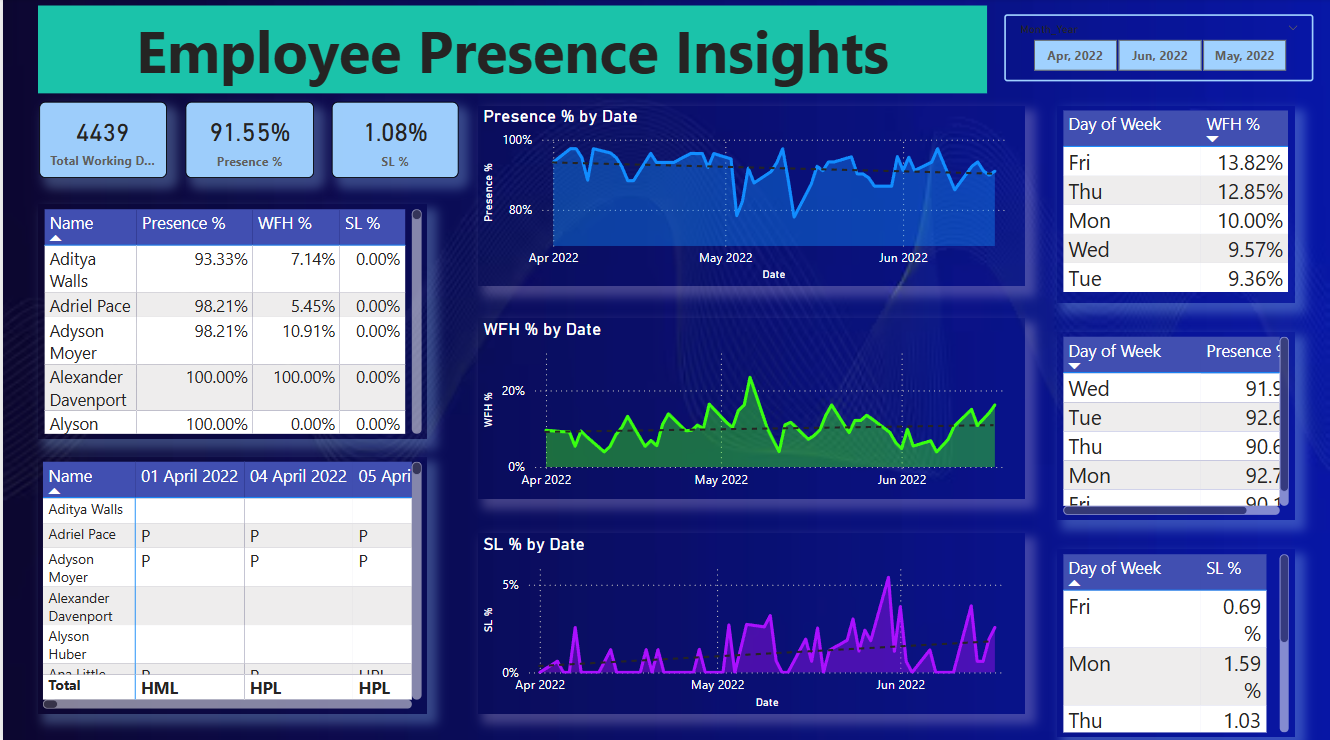 Employee Presence Insights
Month, Year
Apr, 2022 Jun, 2022 May, 2022
4439
Total Working D...
91.55%
Presence %
1.08%
SL %
Name Presence % WFH % SL %
Aditya Walls 93.33% 7.14% 0.00%
Adriel Pace 98.21% 5.45% 0.00%
Adyson Moyer 98.21% 10.91% 0.00%
Alexander Davenport 100.00% 100.00% 0.00%
Alyson 100.00% 0.00% 0.00%
Name 01 April 2022 04 April 2022 05 Apri
Aditya Walls
Adriel Pace P P P
Adyson Moyer P P P
Alexander Davenport
Alyson Huber
Ana Little P P HPL
Total HML HPL HPL
Presence % by Date
Presence %
100%
80%
Apr 2022 May 2022 Jun 2022
Date
WFH % by Date
WFH %
20%
0%
Apr 2022 May 2022 Jun 2022
SL % by Date
SL %
5%
0%
Apr 2022 May 2022 Jun 2022
Date
Day of Week WFH %
Fri 13.82%
Thu 12.85%
Mon 10.00%
Wed 9.57%
Tue 9.36%
Day of Week Presence %
Wed 91.9
Tue 92.6
Thu 90.6
Mon 92.7
Fri 90.1
Day of Week SL %
Fri 0.69
%
Mon 1.59
%
Thu 1.03